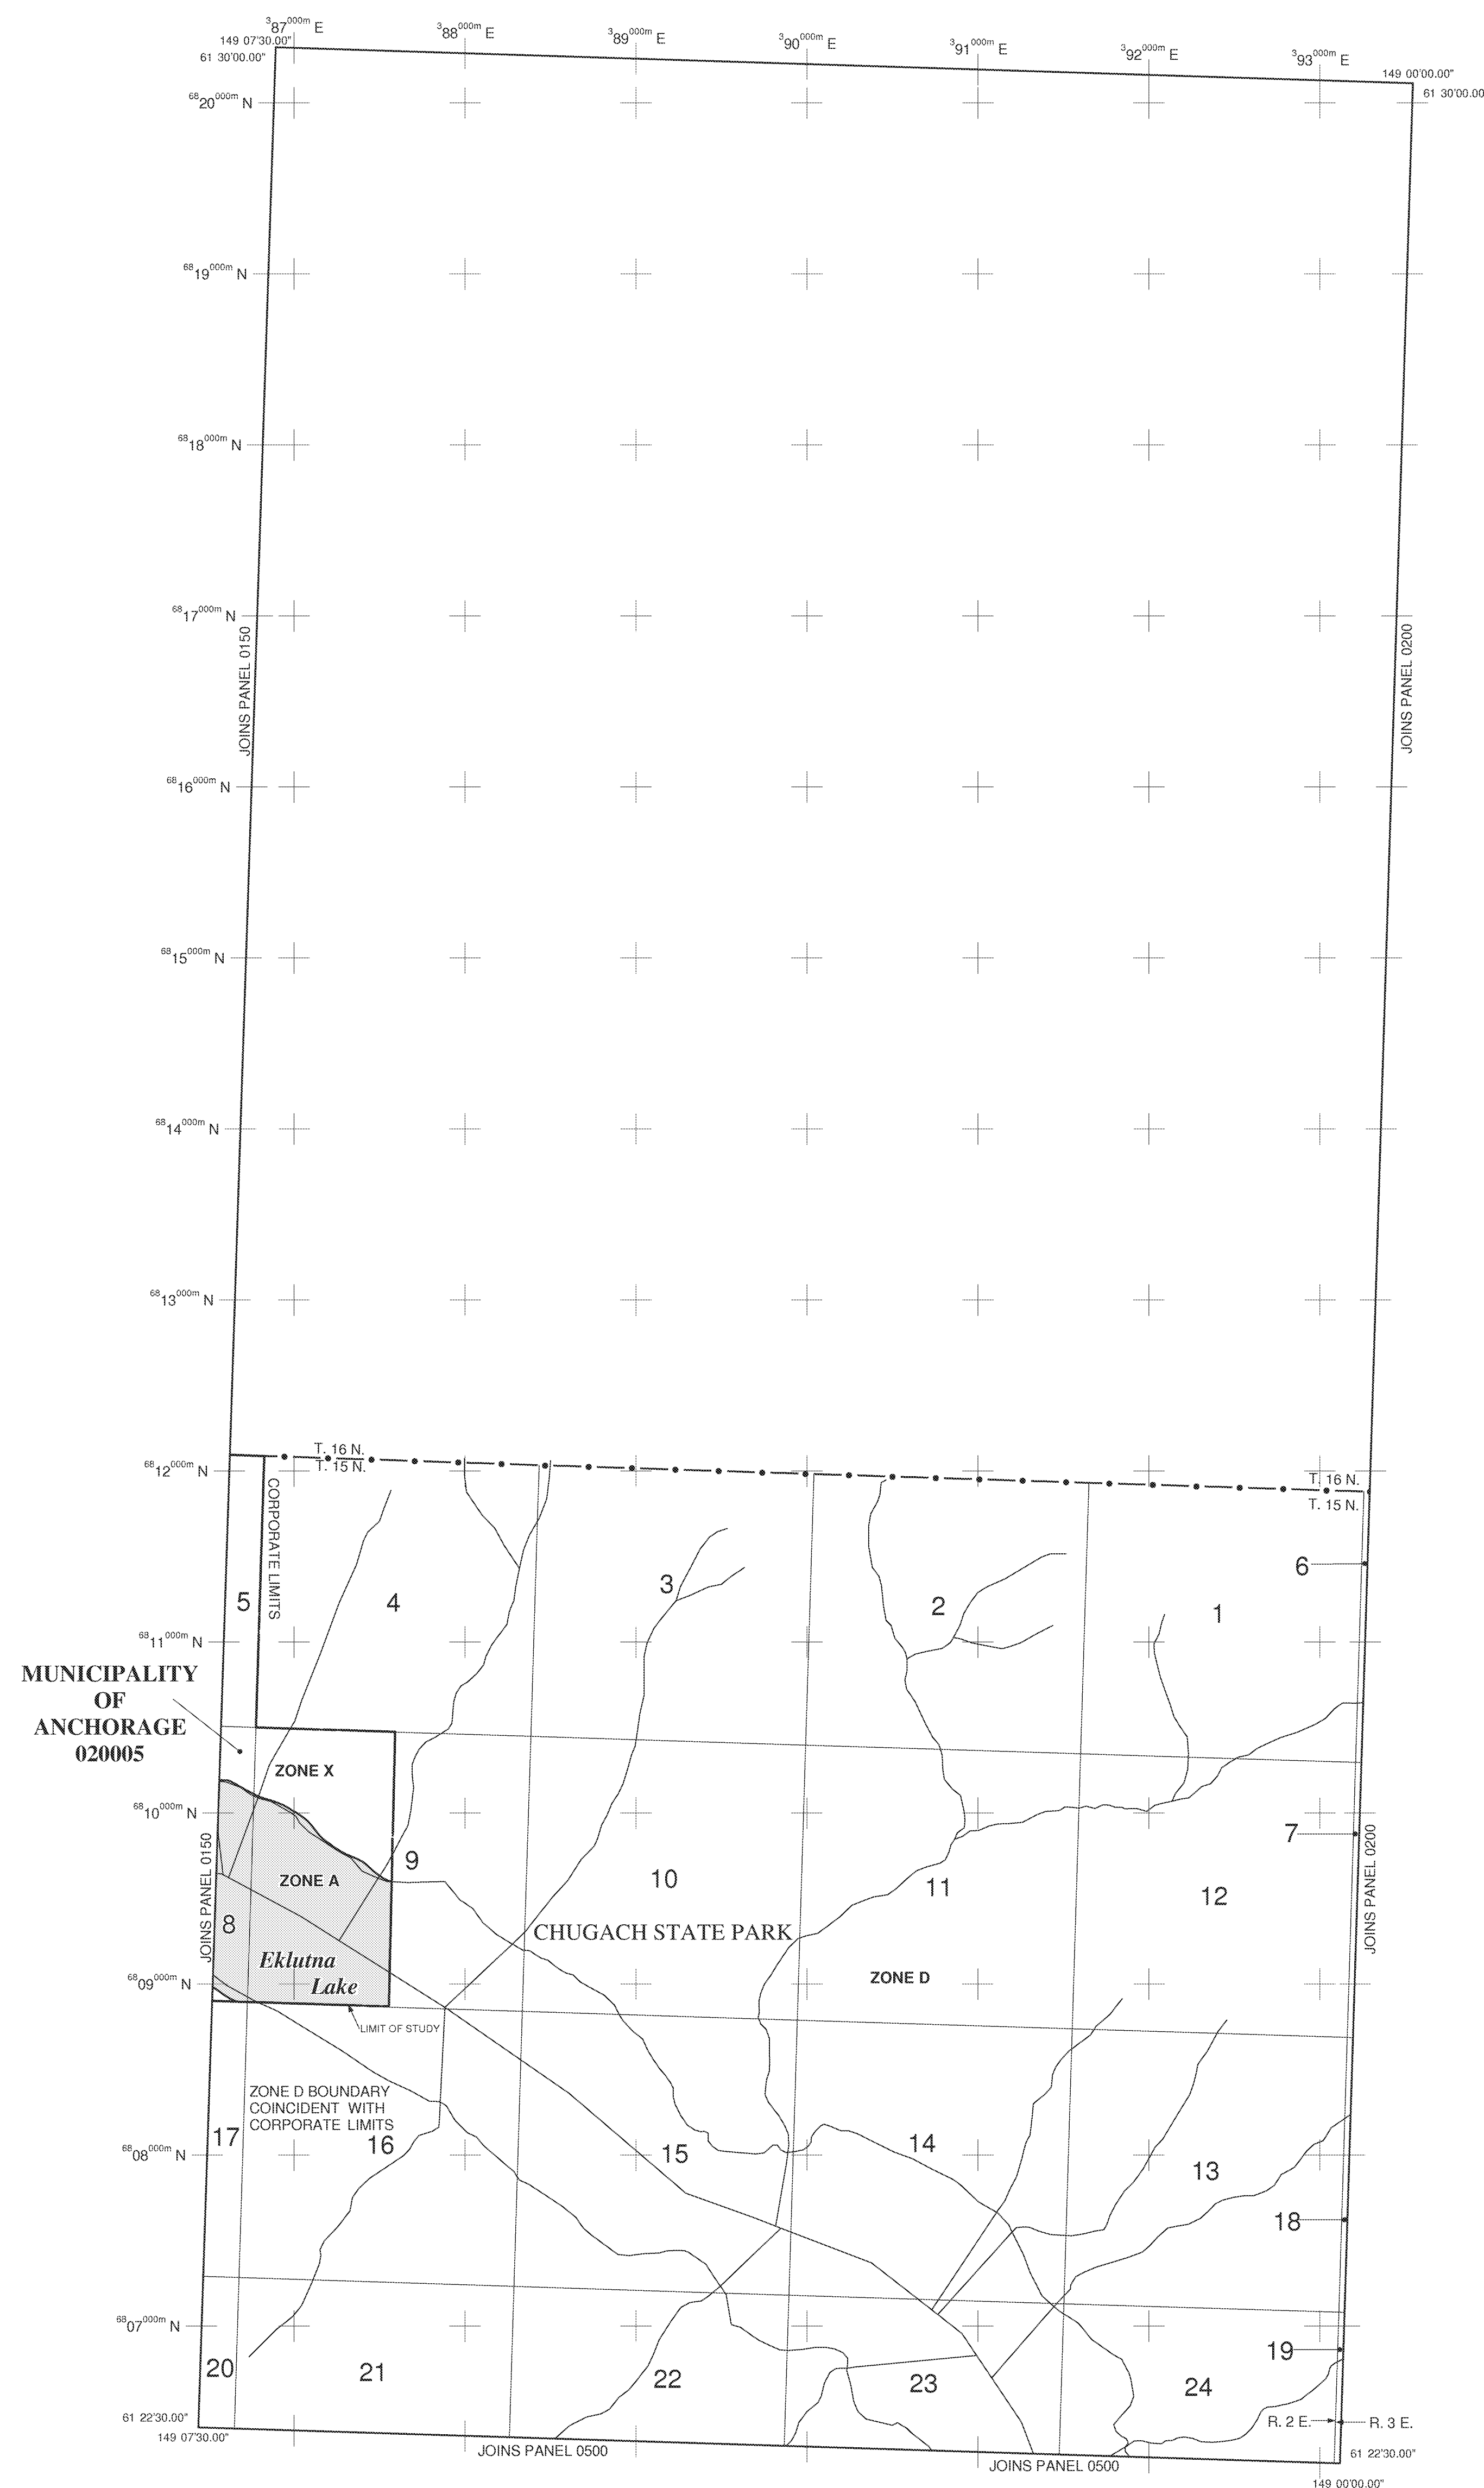 387000m E
388000m E
389000m E
390000m E
391000m E
392000m E
393000m E
149 07'30.00"
61 30'00.00"
149 00'00.00"
61 30'00.00
6820000m N
6819000m N
6818000m N
6817000m N
JOINS PANEL 0150
JOINS PANEL 0200
6816000m N
6815000m N
6814000m N
6813000m N
T. 16 N.
T. 15 N.
6812000m N
T. 16 N.
T. 15 N.
CORPORATE LIMITS
5
4
3
2
1
6
6811000m N
MUNICIPALITY
OF
ANCHORAGE
020005
ZONE X
6810000m N
JOINS PANEL 0150
7
JOINS PANEL 0200
9
ZONE A
10
11
12
8
CHUGACH STATE PARK
Eklutna
Lake
ZONE D
6809000m N
LIMIT OF STUDY
ZONE D BOUNDARY
COINCIDENT WITH
CORPORATE LIMITS
17
16
15
14
13
6808000m N
18
6807000m N
20
21
22
23
24
19
R. 2 E.
R. 3 E.
61 22'30.00"
149 07'30.00"
JOINS PANEL 0500
JOINS PANEL 0500
61 22'30.00"
149 00'00.00"